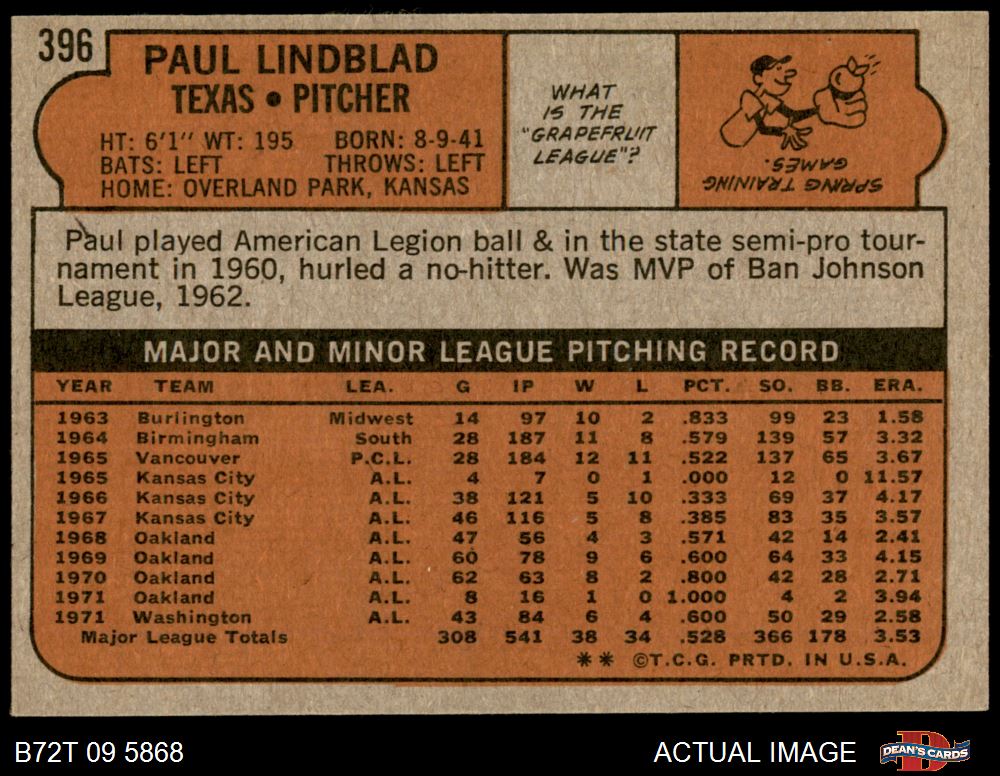 396
PAUL LINDBLAD
TEXAS • PITCHER
HT: 6'1" WT: 195 BORN: 8-9-41
BATS: LEFT THROWS: LEFT
HOME: OVERLAND PARK, KANSAS
WHAT
IS THE
"GRAPEFRUIT
LEAGUE"?
SPRING TRAINING
GAMES.
Paul played American Legion ball & in the state semi-pro tour-
nament in 1960, hurled a no-hitter. Was MVP of Ban Johnson
League, 1962.
MAJOR AND MINOR LEAGUE PITCHING RECORD
YEAR TEAM LEA. G IP W L PCT. SO. BB. ERA.
1963 Burlington Midwest 14 97 10 2 .833 99 23 1.58
1964 Birmingham South 28 187 11 8 .579 139 57 3.32
1965 Vancouver P.C.L. 28 184 12 11 .522 137 65 3.67
1965 Kansas City A.L. 4 7 0 1 .000 12 0 11.57
1966 Kansas City A.L. 38 121 5 10 .333 69 37 4.17
1967 Kansas City A.L. 46 116 5 8 .385 83 35 3.57
1968 Oakland A.L. 47 56 4 3 .571 42 14 2.41
1969 Oakland A.L. 60 78 9 6 .600 64 33 4.15
1970 Oakland A.L. 62 63 8 2 .800 42 28 2.71
1971 Oakland A.L. 8 16 1 0 1.000 4 2 3.94
1971 Washington A.L. 43 84 6 4 .600 50 29 2.58
Major League Totals 308 541 38 34 .528 366 178 3.53
** ©T.C.G. PRTD. IN U.S.A.
B72T 09 5868
ACTUAL IMAGE
D
DEAN'S CARDS